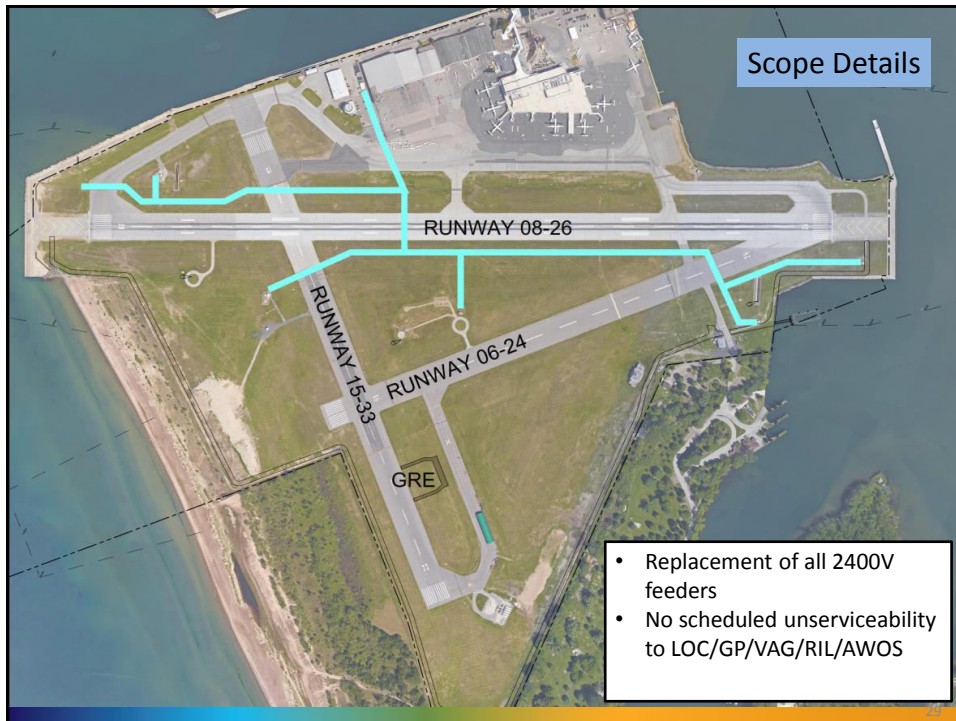 Scope Details
RUNWAY 08-26
RUNWAY 15-33
RUNWAY 06-24
GRE
• Replacement of all 2400V
feeders
• No scheduled unserviceability
to LOC/GP/VAG/RIL/AWOS
29